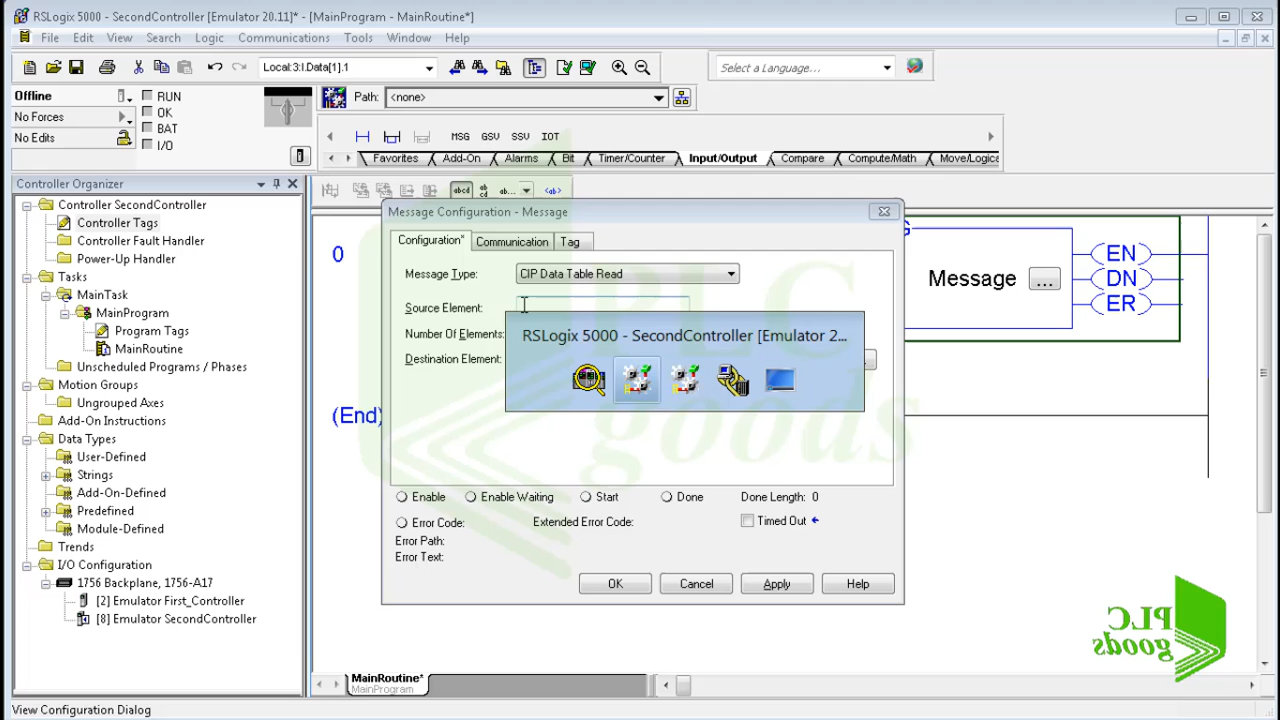 RSLogix 5000 - SecondController [Emulator 20.11]* - [MainProgram - MainRoutine*]
File Edit View Search Logic Communications Tools Window Help
Local:3:I.Data[1].1
Select a Language...
Offline RUN
No Forces OK
No Edits BAT
I/O
Path: <none>
MSG GSV SSV IOT
Favorites Add-On Alarms Bit Timer/Counter Input/Output Compare Compute/Math Move/Logica
Controller Organizer
Controller SecondController
Controller Tags
Controller Fault Handler
Power-Up Handler
Tasks
MainTask
MainProgram
Program Tags
MainRoutine
Unscheduled Programs / Phases
Motion Groups
Ungrouped Axes
Add-On Instructions
Data Types
User-Defined
Strings
Add-On-Defined
Predefined
Module-Defined
Trends
I/O Configuration
1756 Backplane, 1756-A17
[2] Emulator First_Controller
[8] Emulator SecondController
abcd ab cd ab... <ab>
0
(End)
Message ...
EN
DN
ER
Message Configuration - Message
Configuration* Communication Tag
Message Type: CIP Data Table Read
Source Element:
Number Of Elements:
Destination Element:
RSLogix 5000 - SecondController [Emulator 2...
Enable Enable Waiting Start Done Done Length: 0
Error Code: Extended Error Code: Timed Out
Error Path:
Error Text:
OK Cancel Apply Help
PLC
goods
PLC
goods
MainRoutine*
MainProgram
View Configuration Dialog